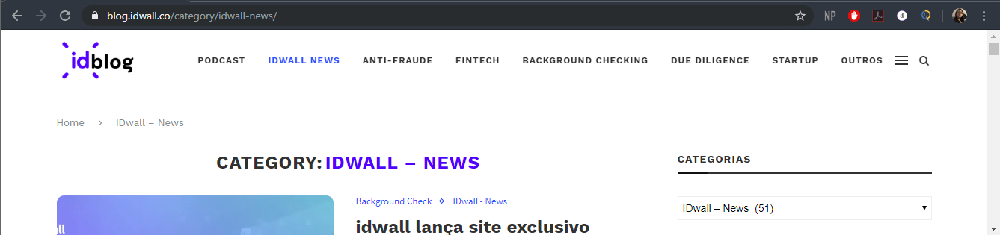 blog.idwall.co/category/idwall-news/
NP
d
idblog
PODCAST IDWALL NEWS ANTI-FRAUDE FINTECH BACKGROUND CHECKING DUE DILIGENCE STARTUP OUTROS
Home > IDwall – News
CATEGORY: IDWALL – NEWS
CATEGORIAS
Background Check ◇ IDwall - News
IDwall – News (51)
idwall lança site exclusivo
all